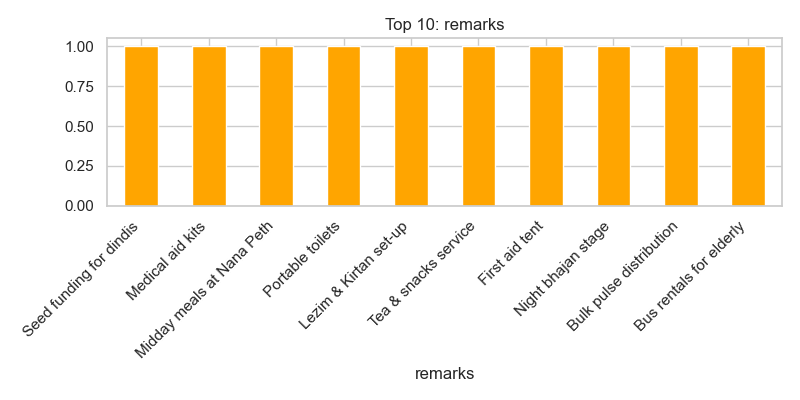 Top 10: remarks
1.00
0.75
0.50
0.25
0.00
Seed funding for dindis
Medical aid kits
Midday meals at Nana Peth
Portable toilets
Lezim & Kirtan set-up
Tea & snacks service
First aid tent
Night bhajan stage
Bulk pulse distribution
Bus rentals for elderly
remarks